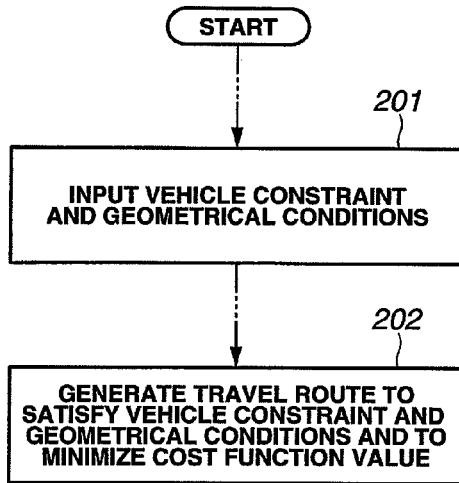 START
201
INPUT VEHICLE CONSTRAINT
AND GEOMETRICAL CONDITIONS
202
GENERATE TRAVEL ROUTE TO
SATISFY VEHICLE CONSTRAINT AND
GEOMETRICAL CONDITIONS AND TO
MINIMIZE COST FUNCTION VALUE